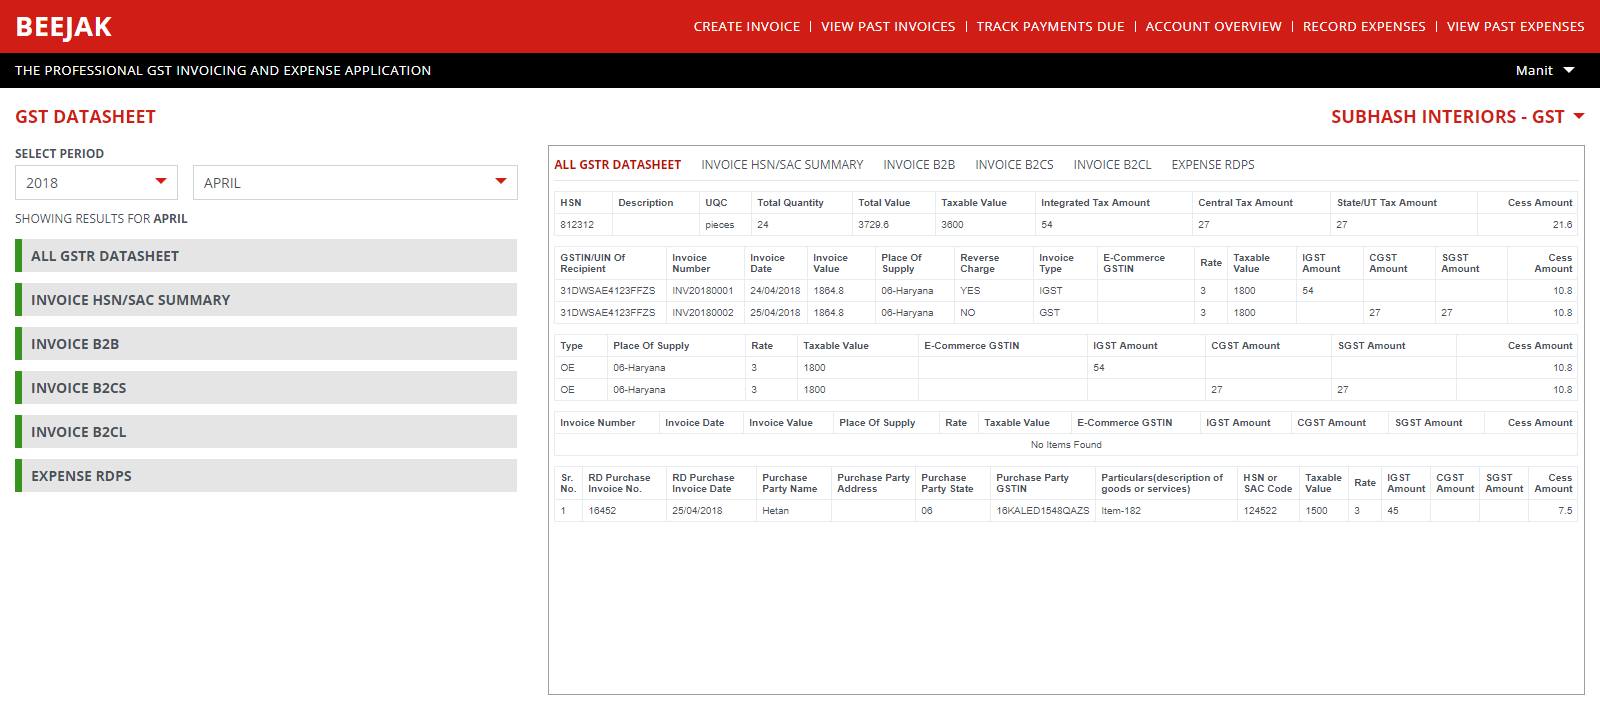 BEEJAK
CREATE INVOICE | VIEW PAST INVOICES | TRACK PAYMENTS DUE | ACCOUNT OVERVIEW | RECORD EXPENSES | VIEW PAST EXPENSES
THE PROFESSIONAL GST INVOICING AND EXPENSE APPLICATION
Manit
GST DATASHEET
SUBHASH INTERIORS - GST
SELECT PERIOD
2018
APRIL
SHOWING RESULTS FOR APRIL
ALL GSTR DATASHEET
INVOICE HSN/SAC SUMMARY
INVOICE B2B
INVOICE B2CS
INVOICE B2CL
EXPENSE RDPS
ALL GSTR DATASHEET INVOICE HSN/SAC SUMMARY INVOICE B2B INVOICE B2CS INVOICE B2CL EXPENSE RDPS
HSN Description UQC Total Quantity Total Value Taxable Value Integrated Tax Amount Central Tax Amount State/UT Tax Amount Cess Amount
812312 pieces 24 3729.6 3600 54 27 27 21.6
GSTIN/UIN Of Recipient Invoice Number Invoice Date Invoice Value Place Of Supply Reverse Charge Invoice Type E-Commerce GSTIN Rate Taxable Value IGST Amount CGST Amount SGST Amount Cess Amount
31DWSAE4123FFZS INV20180001 24/04/2018 1864.8 06-Haryana YES IGST 3 1800 54 10.8
31DWSAE4123FFZS INV20180002 25/04/2018 1864.8 06-Haryana NO GST 3 1800 27 27 10.8
Type Place Of Supply Rate Taxable Value E-Commerce GSTIN IGST Amount CGST Amount SGST Amount Cess Amount
OE 06-Haryana 3 1800 54 10.8
OE 06-Haryana 3 1800 27 27 10.8
Invoice Number Invoice Date Invoice Value Place Of Supply Rate Taxable Value E-Commerce GSTIN IGST Amount CGST Amount SGST Amount Cess Amount
No Items Found
Sr. No. RD Purchase Invoice No. RD Purchase Invoice Date Purchase Party Name Purchase Party Address Purchase Party State Purchase Party GSTIN Particulars(description of goods or services) HSN or SAC Code Taxable Value Rate IGST Amount CGST Amount SGST Amount Cess Amount
1 16452 25/04/2018 Hetan 06 16KALED1548QAZS Item-182 124522 1500 3 45 7.5